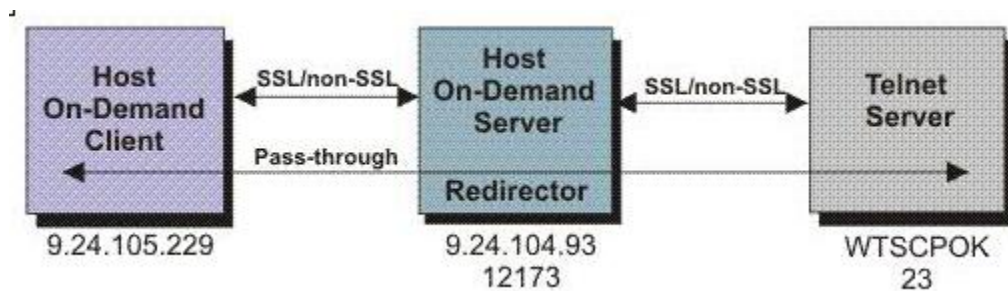 Host
On-Demand
Client
SSL/non-SSL
Host
On-Demand
Server
SSL/non-SSL
Telnet
Server
Pass-through
Redirector
9.24.105.229
9.24.104.93
12173
WTSCPOK
23